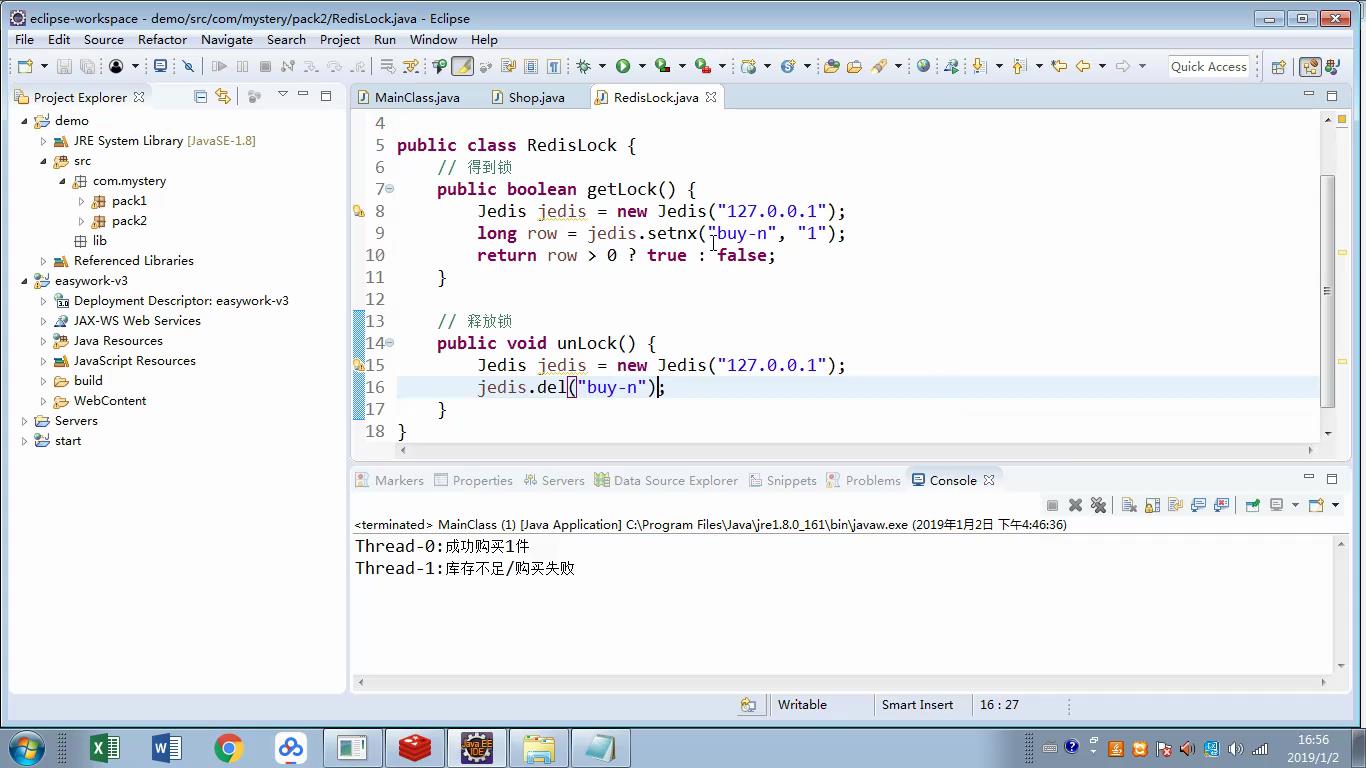 eclipse-workspace - demo/src/com/mystery/pack2/RedisLock.java - Eclipse
File Edit Source Refactor Navigate Search Project Run Window Help
Quick Access
Project Explorer
demo
JRE System Library [JavaSE-1.8]
src
com.mystery
pack1
pack2
lib
Referenced Libraries
easywork-v3
Deployment Descriptor: easywork-v3
JAX-WS Web Services
Java Resources
JavaScript Resources
build
WebContent
Servers
start
MainClass.java Shop.java RedisLock.java
4
5 public class RedisLock {
6 // 得到锁
7 public boolean getLock() {
8 Jedis jedis = new Jedis("127.0.0.1");
9 long row = jedis.setnx("buy-n", "1");
10 return row > 0 ? true : false;
11 }
12
13 // 释放锁
14 public void unLock() {
15 Jedis jedis = new Jedis("127.0.0.1");
16 jedis.del("buy-n");
17 }
18 }
Markers Properties Servers Data Source Explorer Snippets Problems Console
<terminated> MainClass (1) [Java Application] C:\Program Files\Java\jre1.8.0_161\bin\javaw.exe (2019年1月2日 下午4:46:36)
Thread-0:成功购买1件
Thread-1:库存不足/购买失败
Writable Smart Insert 16 : 27
Java EE
IDE
16:56
2019/1/2